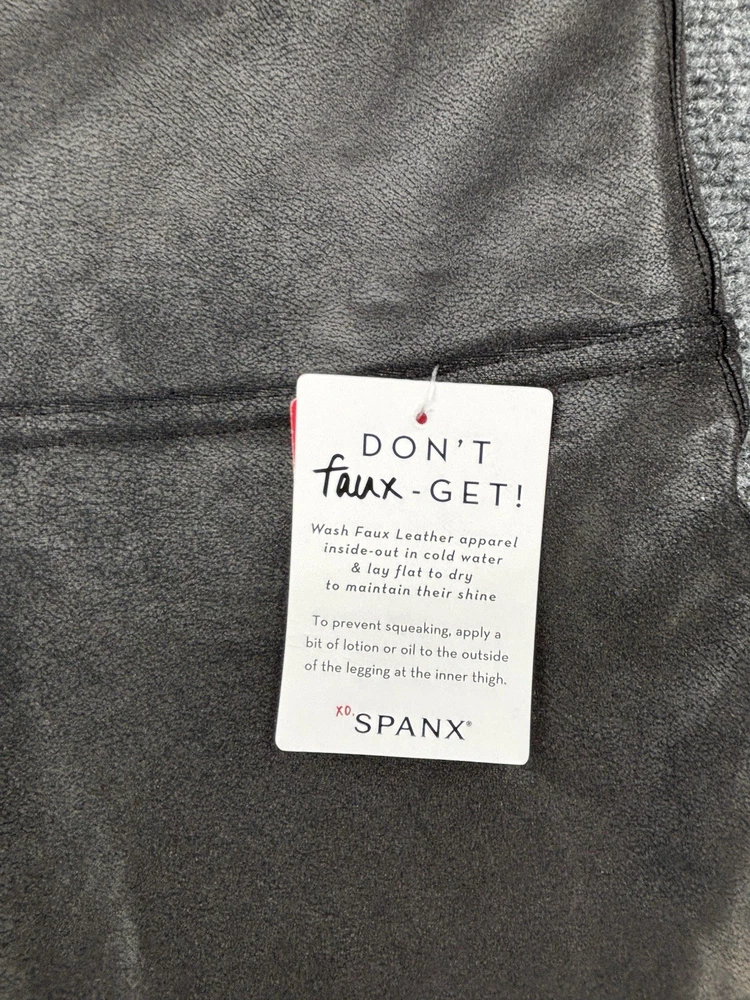 DON'T
faux-GET!
Wash Faux Leather apparel
inside-out in cold water
& lay flat to dry
to maintain their shine
To prevent squeaking, apply a
bit of lotion or oil to the outside
of the legging at the inner thigh.
XO, SPANX®